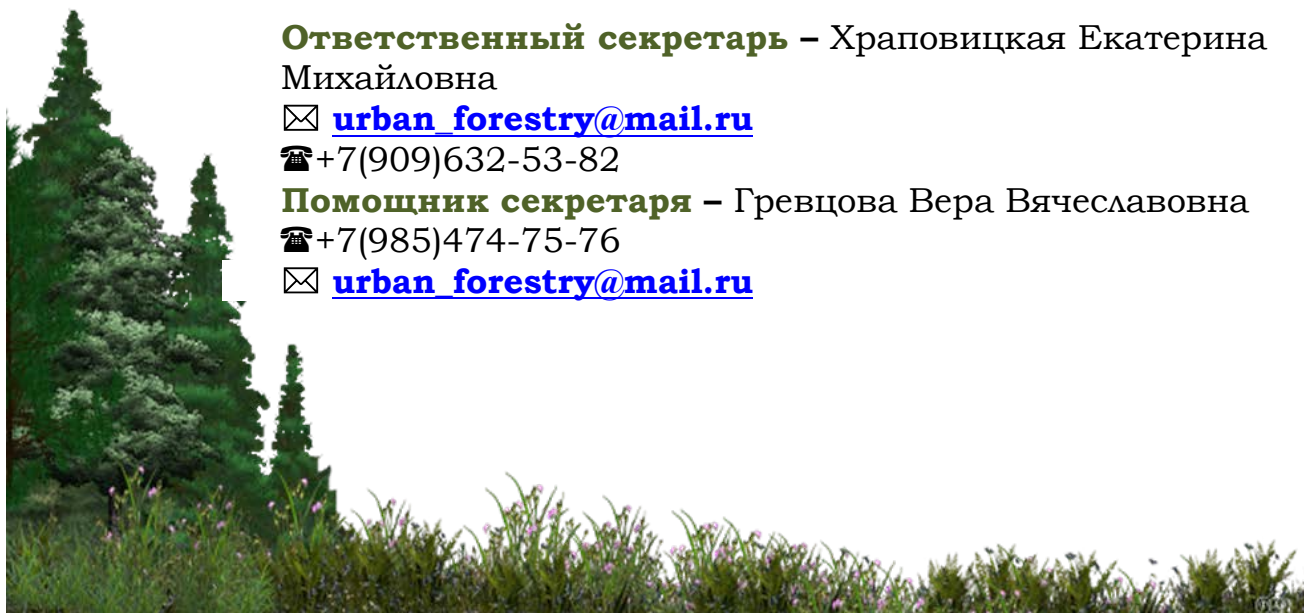 Ответственный секретарь – Храповицкая Екатерина
Михайловна
✉ urban_forestry@mail.ru
☎+7(909)632-53-82
Помощник секретаря – Гревцова Вера Вячеславовна
☎+7(985)474-75-76
✉ urban_forestry@mail.ru